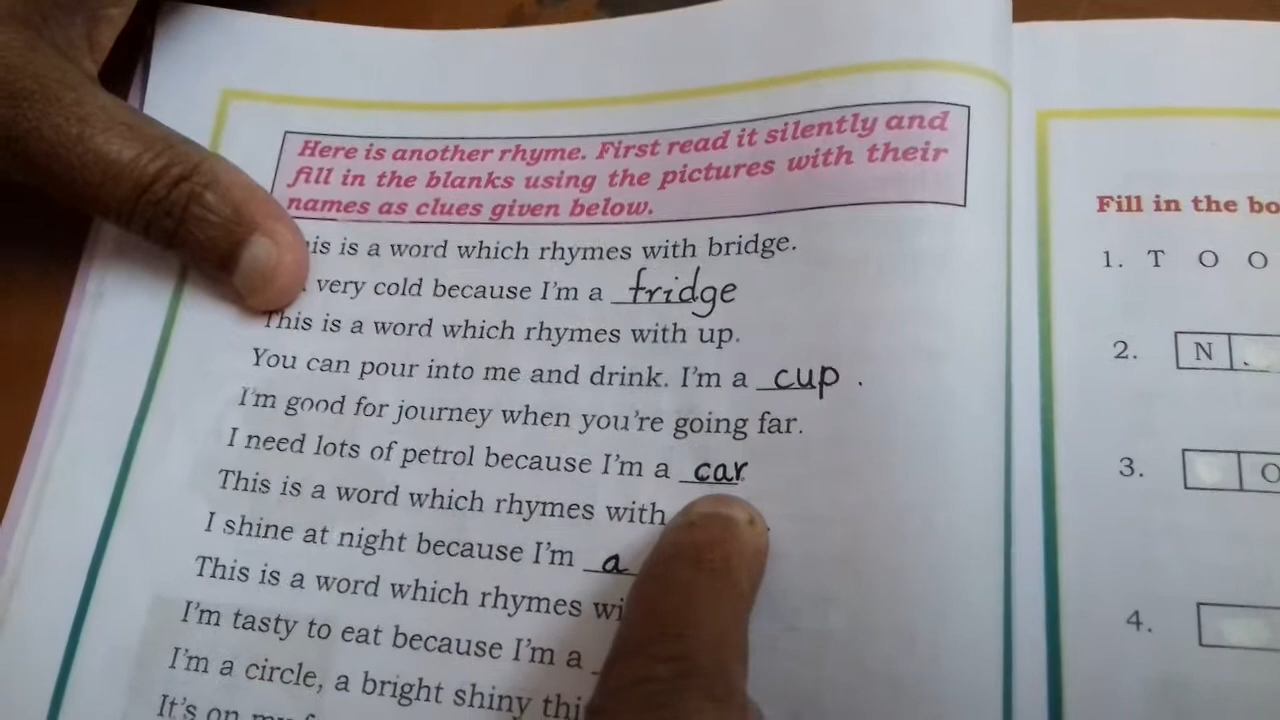 Here is another rhyme. First read it silently and
fill in the blanks using the pictures with their
names as clues given below.
is is a word which rhymes with bridge.
very cold because I'm a fridge
This is a word which rhymes with up.
You can pour into me and drink. I'm a cup .
I'm good for journey when you're going far.
I need lots of petrol because I'm a car.
This is a word which rhymes with
I shine at night because I'm a
This is a word which rhymes
I'm tasty to eat because I'm a
I'm a circle, a bright shiny
It's on my
Fill in the
1. T O O
2. N
3. O
4.